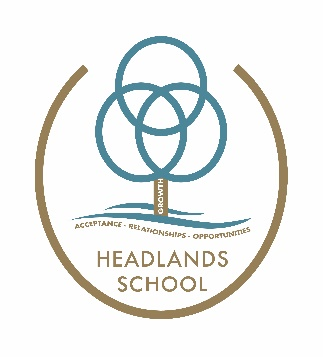 GROWTH
ACCEPTANCE - RELATIONSHIPS - OPPORTUNITIES
HEADLANDS
SCHOOL